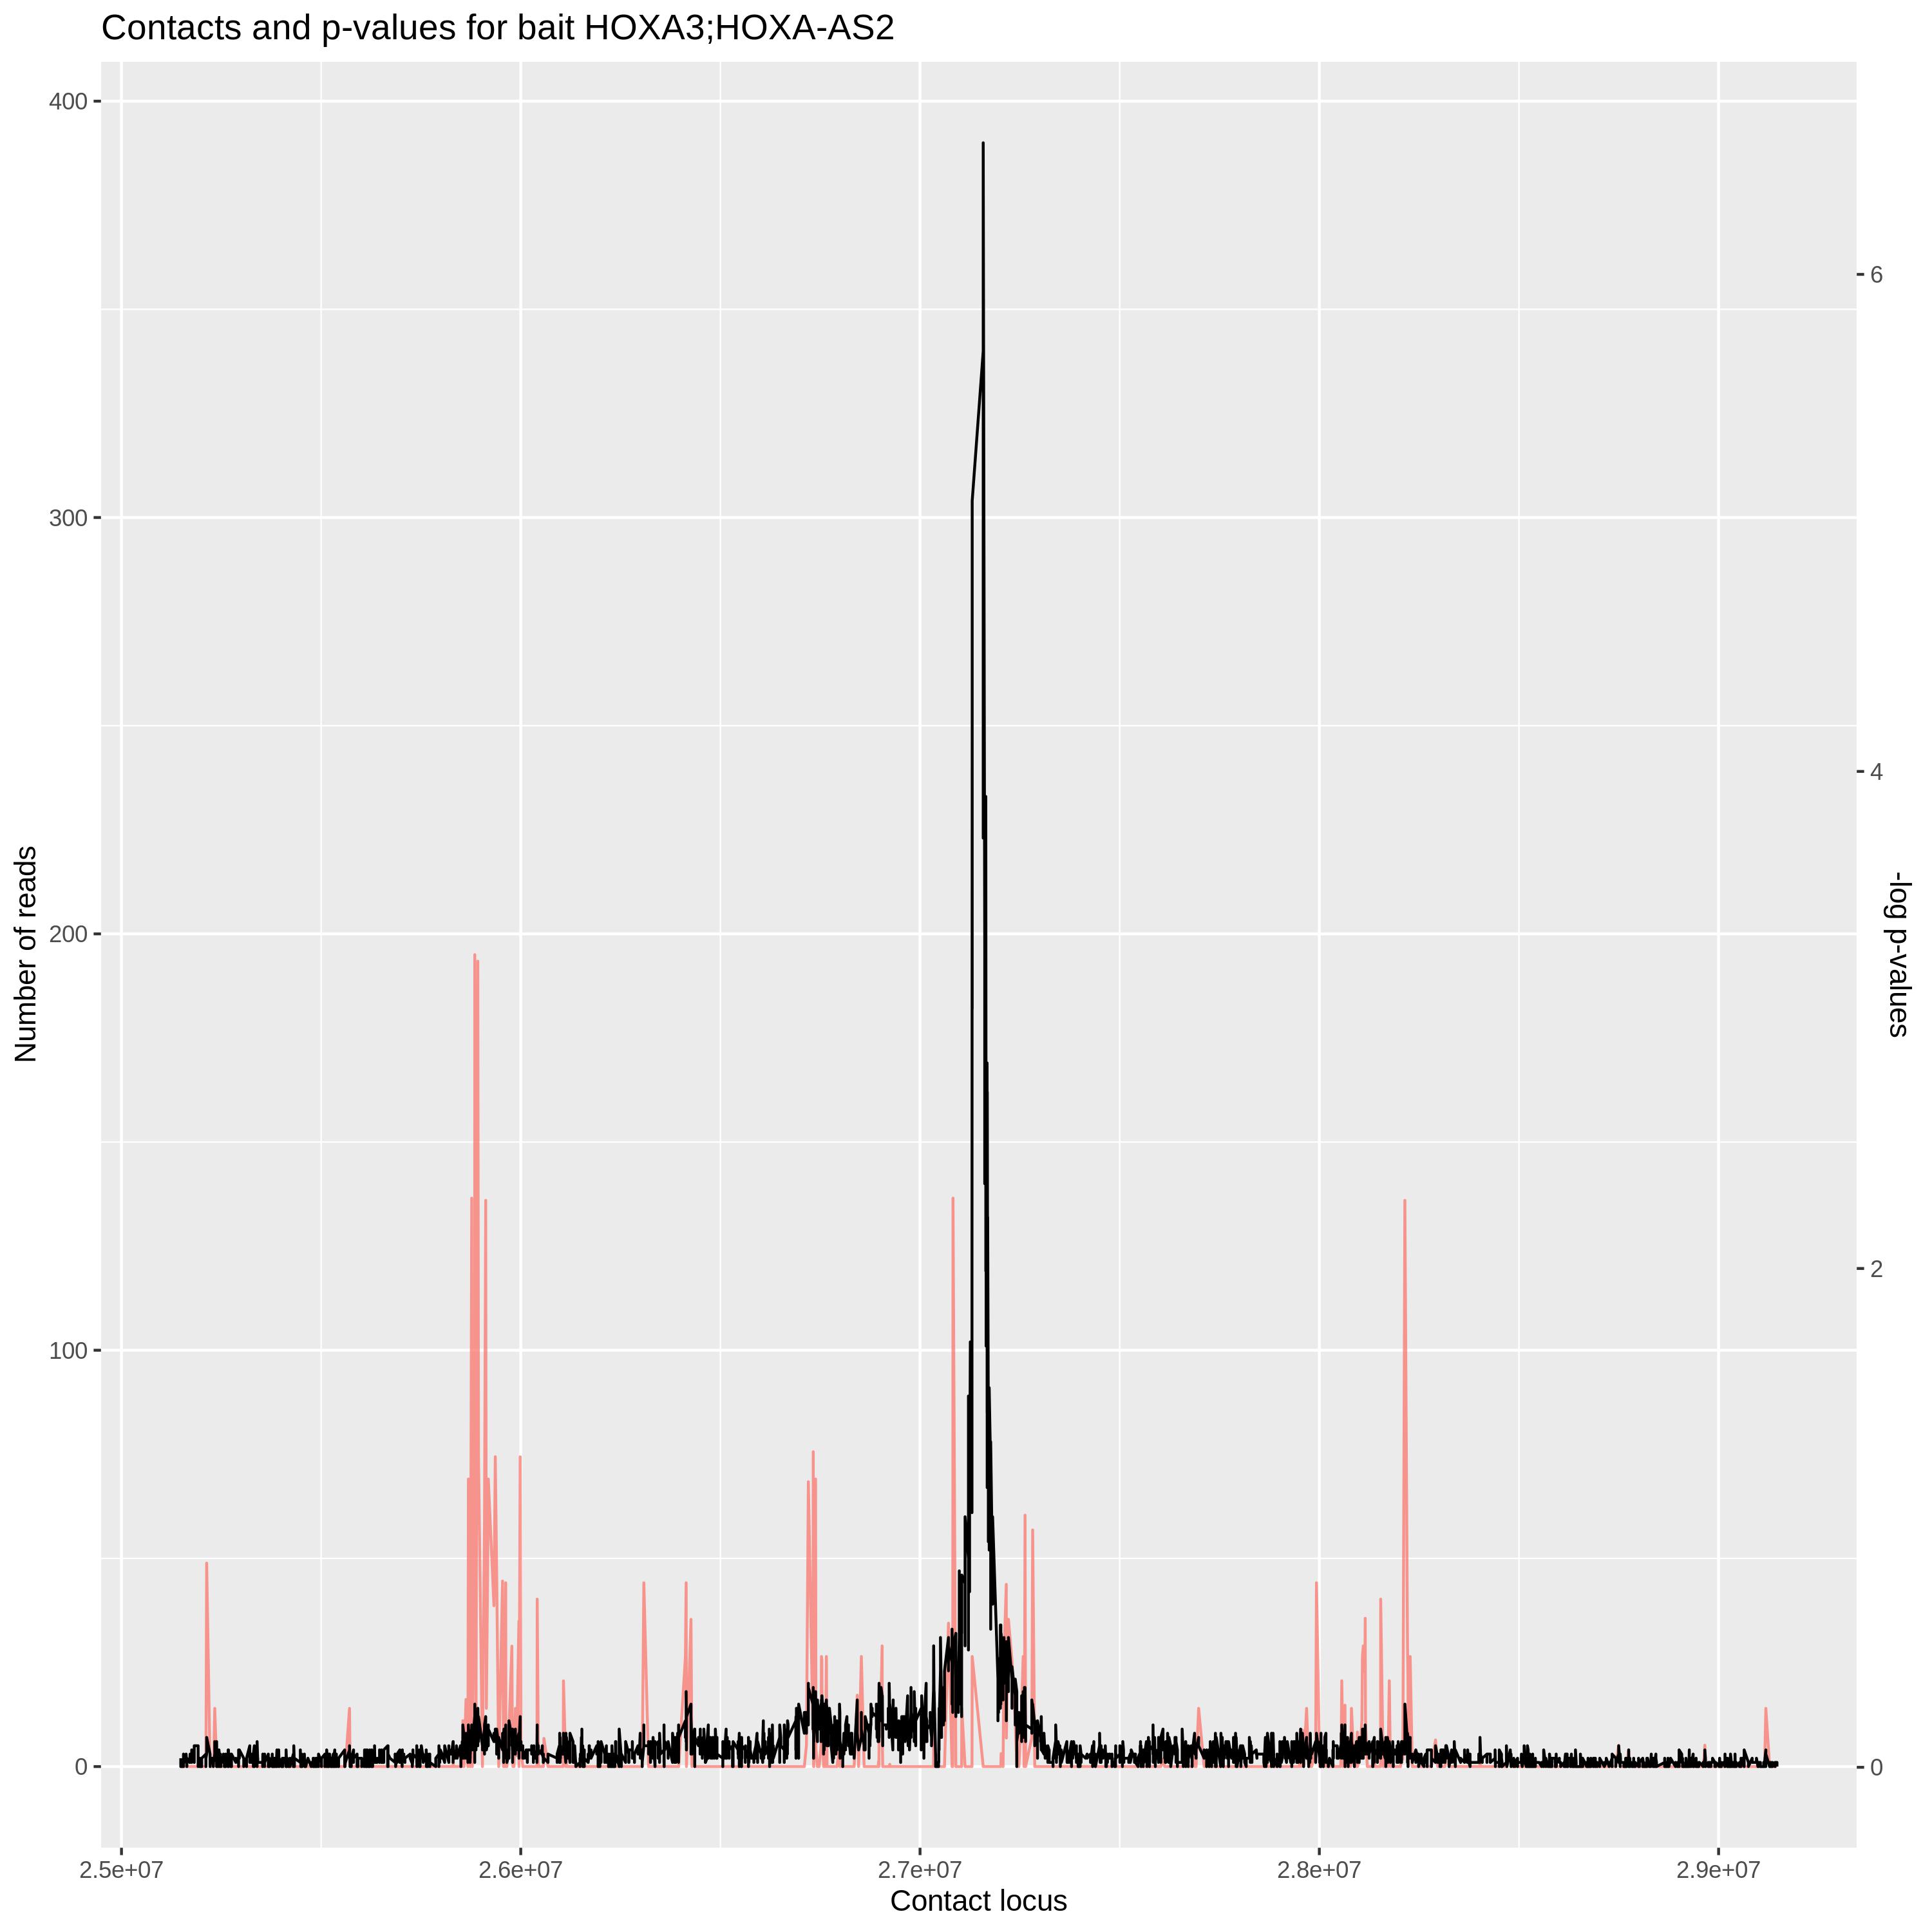 Contacts and p-values for bait HOXA3;HOXA-AS2
400
300
200
100
0
Number of reads
6
4
2
0
-log p-values
2.5e+07
2.6e+07
2.7e+07
2.8e+07
2.9e+07
Contact locus